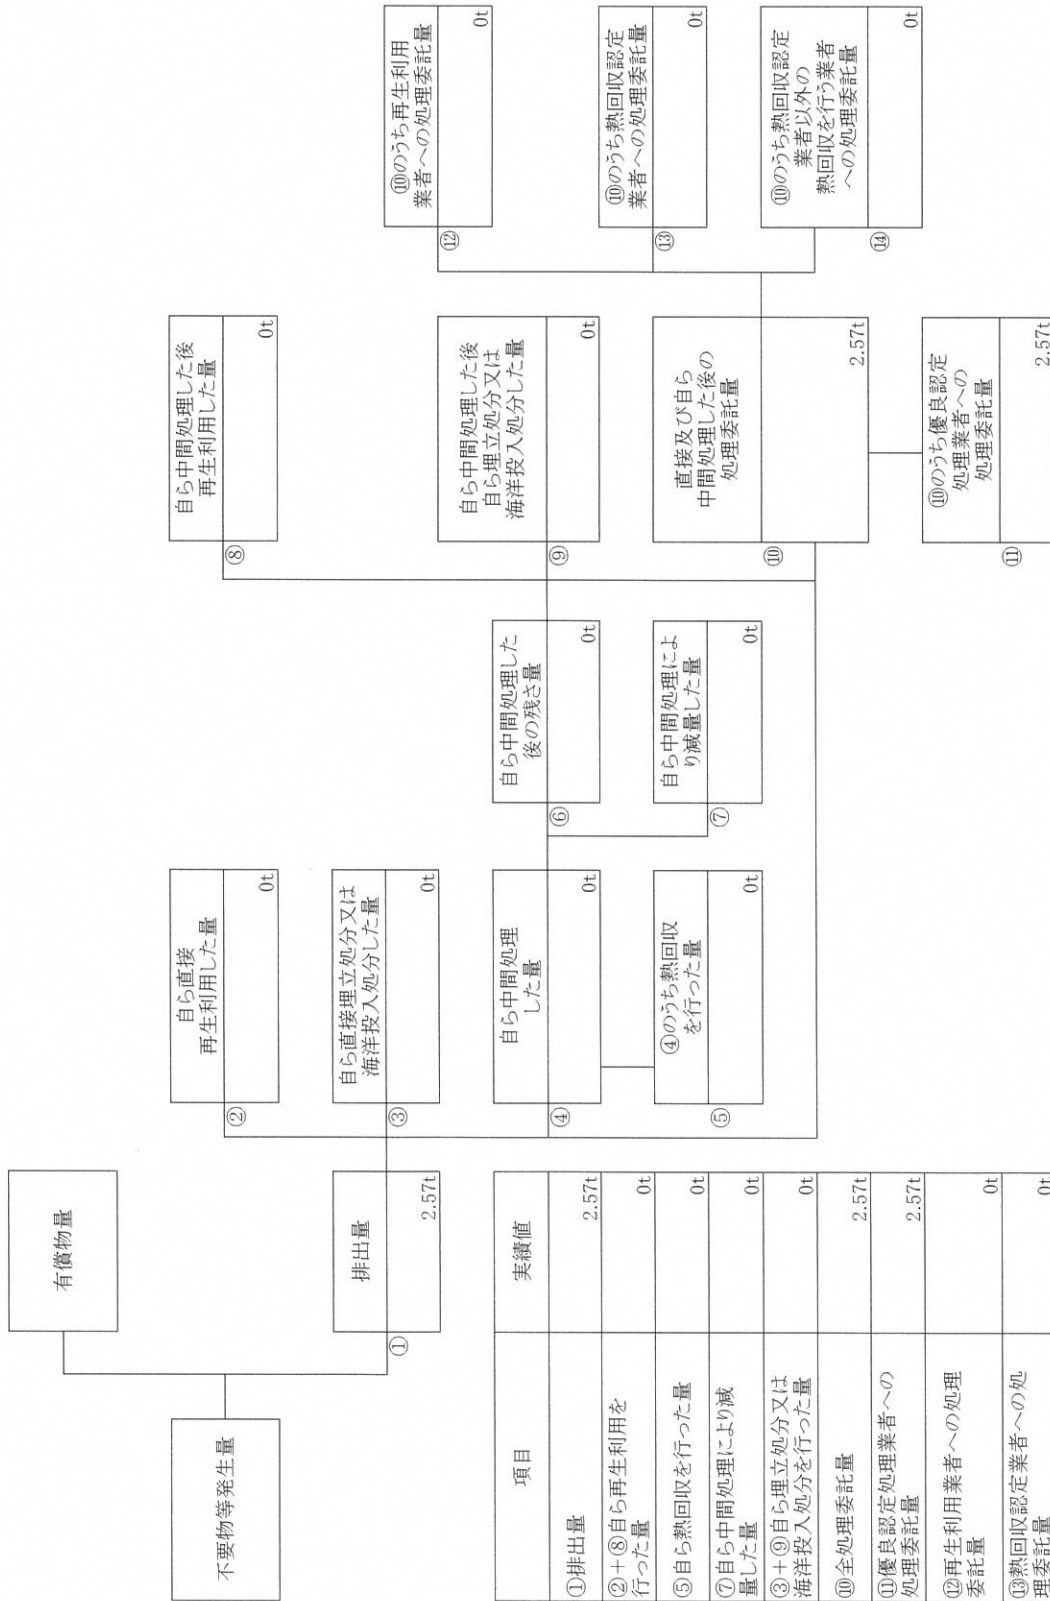 有償物量
不要物等発生量
排出量
①
2.57t
自ら直接
再生利用した量
②
0t
自ら直接埋立処分又は
海洋投入処分した量
③
0t
自ら中間処理
した量
④
0t
④のうち熱回収
を行った量
⑤
0t
自ら中間処理した
後の残さ量
⑥
0t
自ら中間処理によ
り減量した量
⑦
0t
自ら中間処理した後
再生利用した量
⑧
0t
自ら中間処理した後
自ら埋立処分又は
海洋投入処分した量
⑨
0t
直接及び自ら
中間処理した後の
処理委託量
⑩
2.57t
⑩のうち優良認定
処理業者への
処理委託量
⑪
2.57t
⑩のうち再生利用
業者への処理委託量
⑫
0t
⑩のうち熱回収認定
業者への処理委託量
⑬
0t
⑩のうち熱回収認定
業者以外の
熱回収を行う業者
への処理委託量
⑭
0t
項目 実績値
①排出量 2.57t
②+⑧自ら再生利用を
行った量 0t
⑤自ら熱回収を行った量 0t
⑦自ら中間処理により減
量した量 0t
③+⑨自ら埋立処分又は
海洋投入処分を行った量 0t
⑩全処理委託量 2.57t
⑪優良認定処理業者への
処理委託量 2.57t
⑫再生利用業者への処理
委託量 0t
⑬熱回収認定業者への処
理委託量 0t